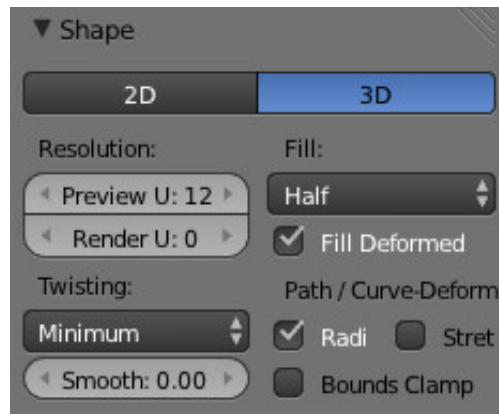 Shape
2D 3D
Resolution: Fill:
Preview U: 12 Half
Render U: 0 Fill Deformed
Twisting: Path / Curve-Deform
Minimum Radi Stret
Smooth: 0.00 Bounds Clamp